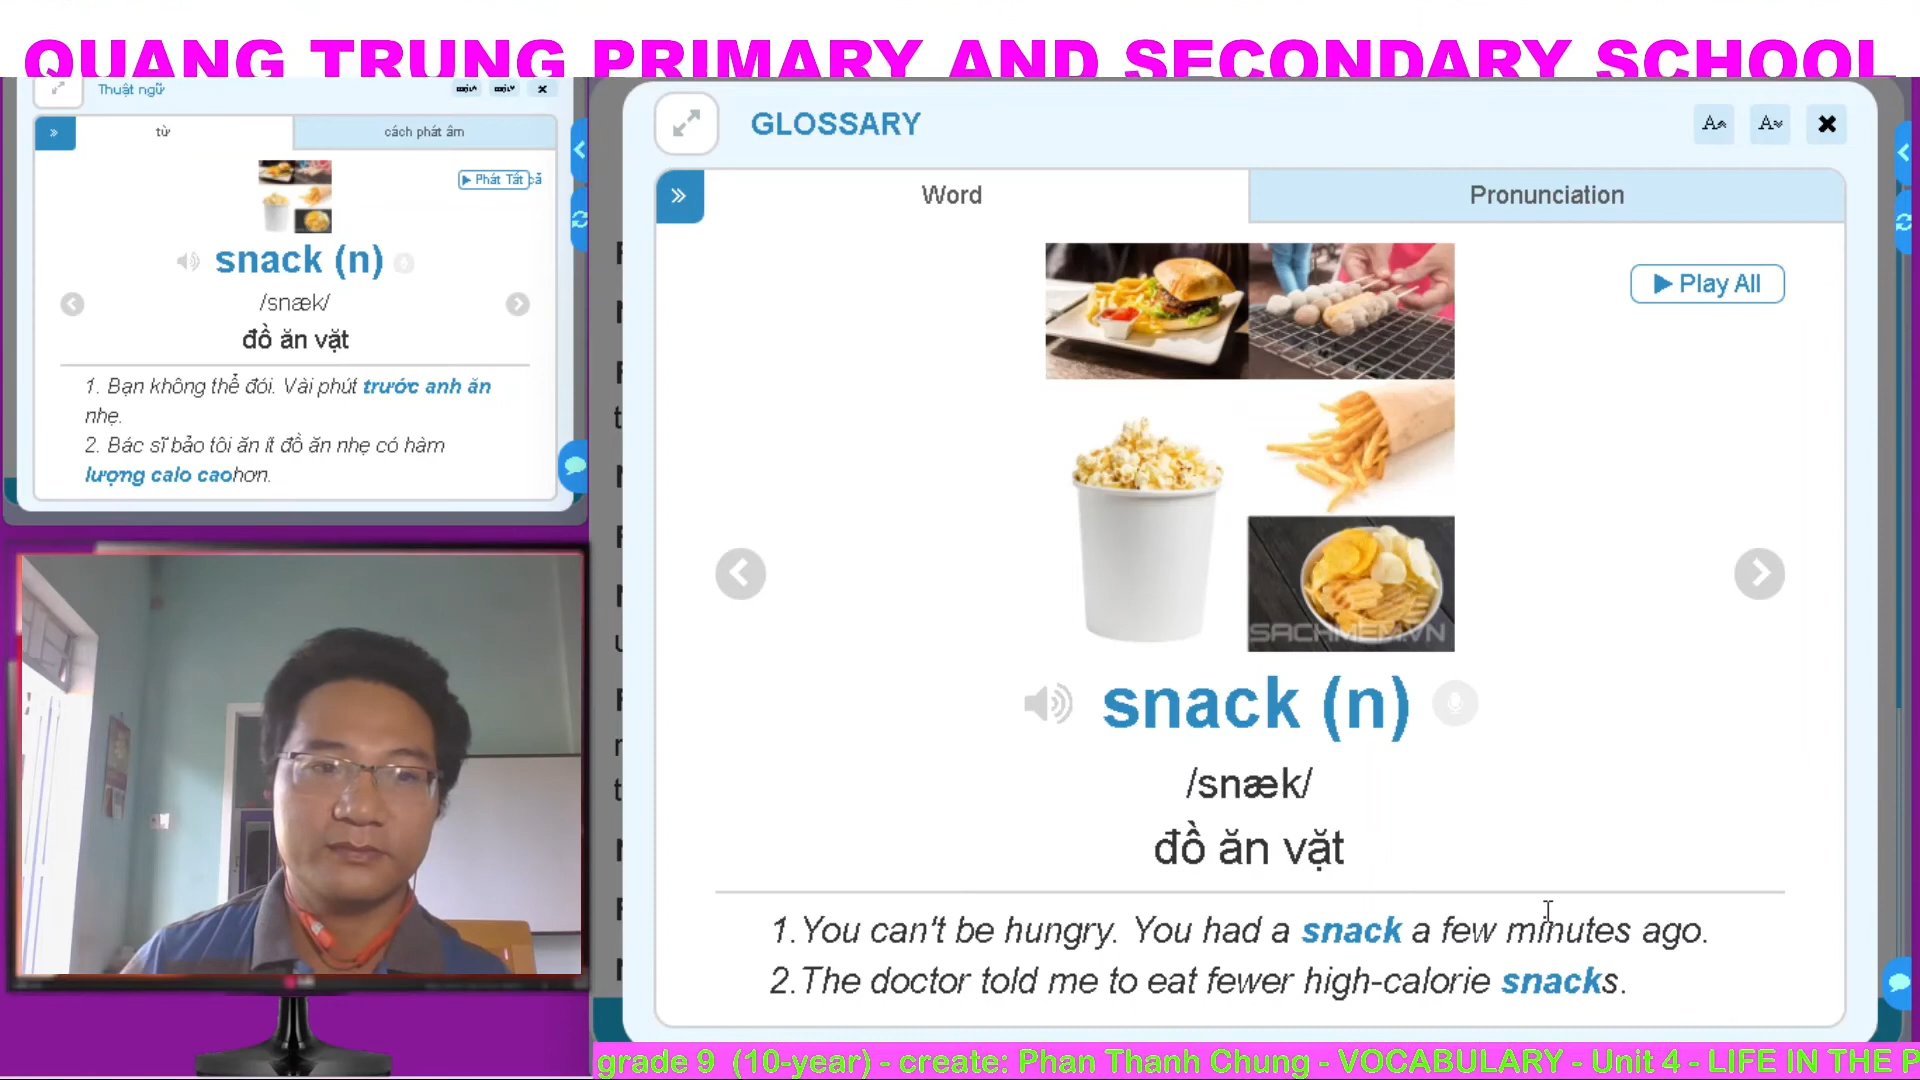 QUANG TRUNG PRIMARY AND SECONDARY SCHOOL
Thuật ngữ
từ
cách phát âm
Phát Tất cả
snack (n)
/snæk/
đồ ăn vặt
1. Bạn không thể đói. Vài phút trước anh ăn
nhẹ.
2. Bác sĩ bảo tôi ăn ít đồ ăn nhẹ có hàm
lượng calo caohơn.
GLOSSARY
Word
Pronunciation
Play All
SACHMEM.VN
snack (n)
/snæk/
đồ ăn vặt
1.You can't be hungry. You had a snack a few minutes ago.
2.The doctor told me to eat fewer high-calorie snacks.
grade 9 (10-year) - create: Phan Thanh Chung - VOCABULARY - Unit 4 - LIFE IN THE P